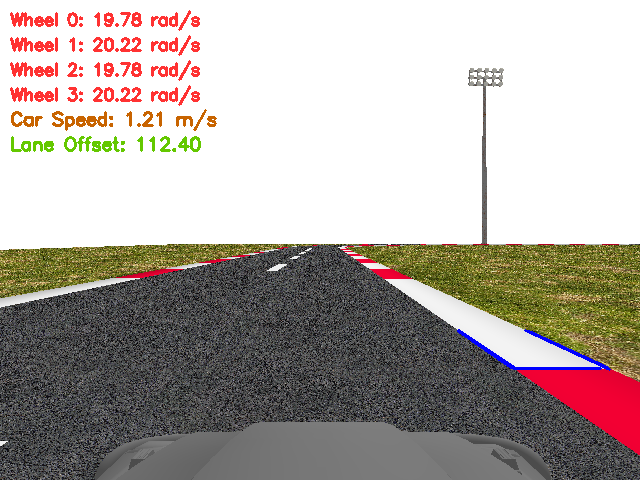 Wheel 0: 19.78 rad/s
Wheel 1: 20.22 rad/s
Wheel 2: 19.78 rad/s
Wheel 3: 20.22 rad/s
Car Speed: 1.21 m/s
Lane Offset: 112.40